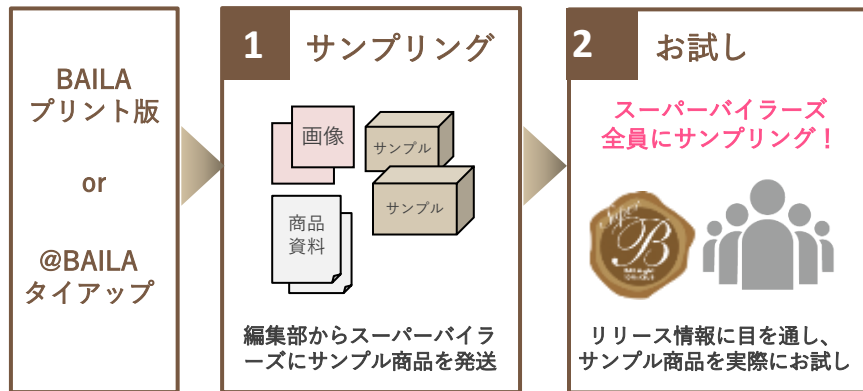 BAILA
プリント版
or
@BAILA
タイアップ
1 サンプリング
画像
サンプル
サンプル
商品
資料
編集部からスーパーバイラ
ーズにサンプル商品を発送
2 お試し
スーパーバイラーズ
全員にサンプリング！
Super
B
リリース情報に目を通し、
サンプル商品を実際にお試し